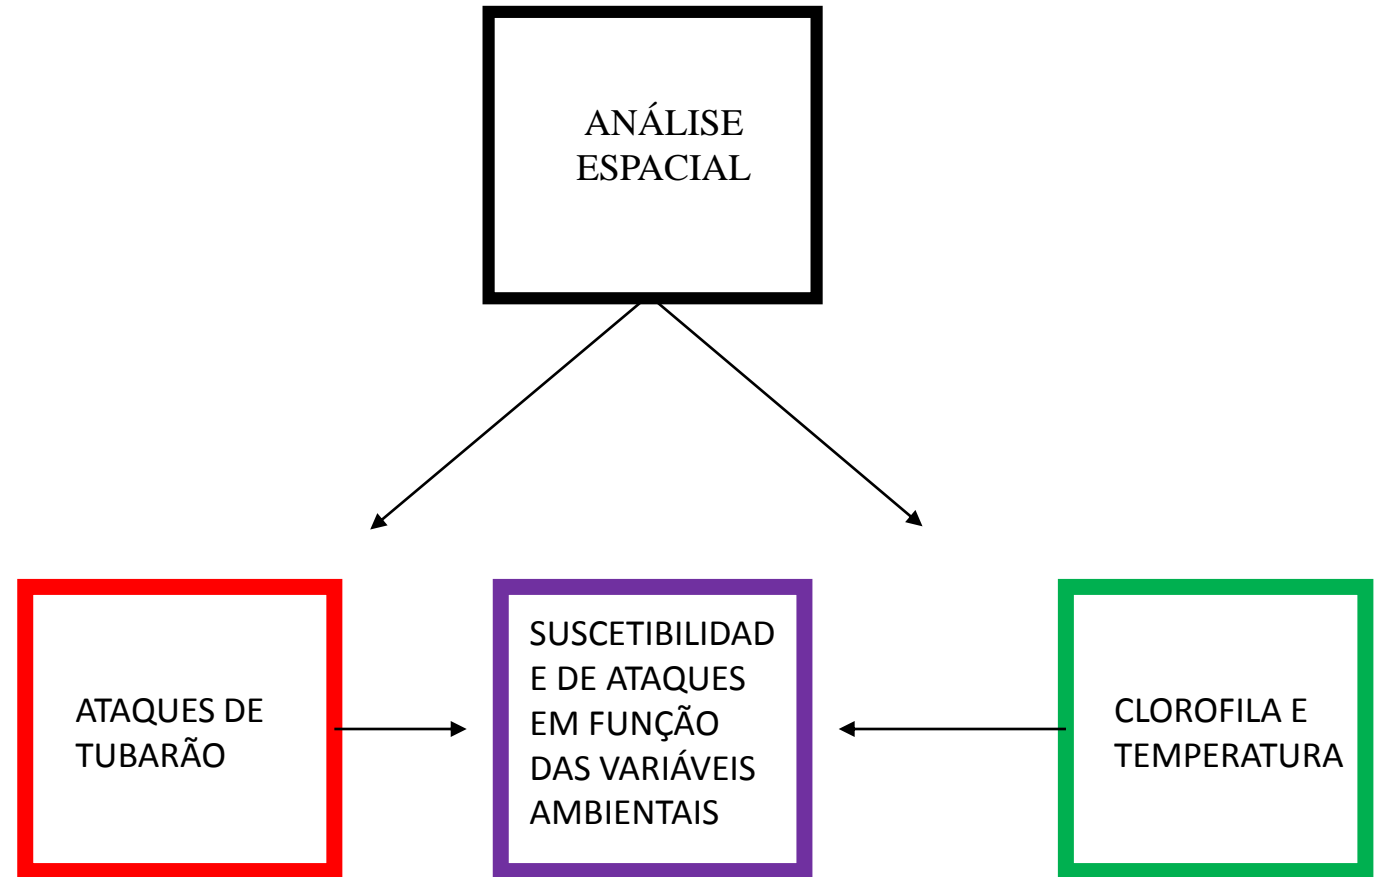 ANÁLISE
ESPACIAL
ATAQUES DE
TUBARÃO
SUSCETIBILIDAD
E DE ATAQUES
EM FUNÇÃO
DAS VARIÁVEIS
AMBIENTAIS
CLOROFILA E
TEMPERATURA